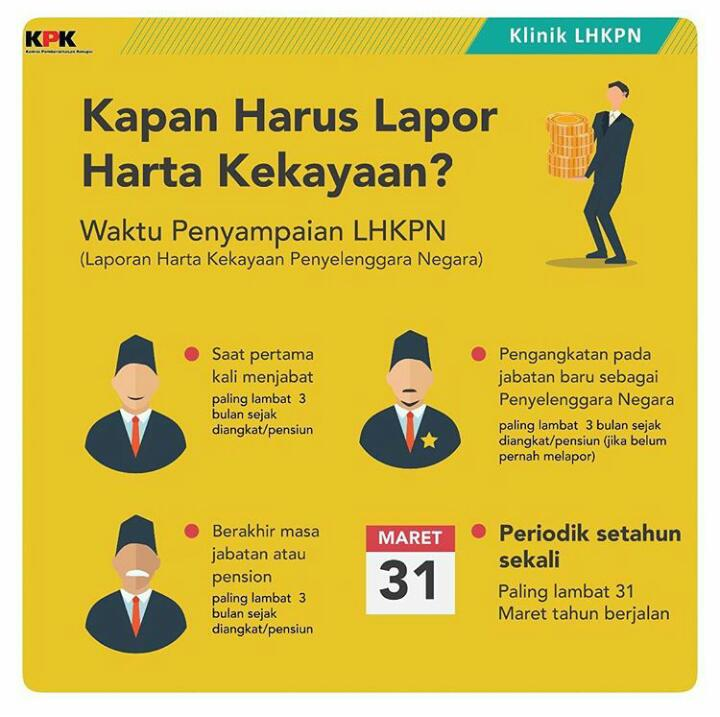 KPK
Komisi Pemberantasan Korupsi
Klinik LHKPN
Kapan Harus Lapor
Harta Kekayaan?
Waktu Penyampaian LHKPN
(Laporan Harta Kekayaan Penyelenggara Negara)
Saat pertama
kali menjabat
paling lambat 3
bulan sejak
diangkat/pensiun
Pengangkatan pada
jabatan baru sebagai
Penyelenggara Negara
paling lambat 3 bulan sejak
diangkat/pensiun (jika belum
pernah melapor)
Berakhir masa
jabatan atau
pension
paling lambat 3
bulan sejak
diangkat/pensiun
MARET
31
Periodik setahun
sekali
Paling lambat 31
Maret tahun berjalan